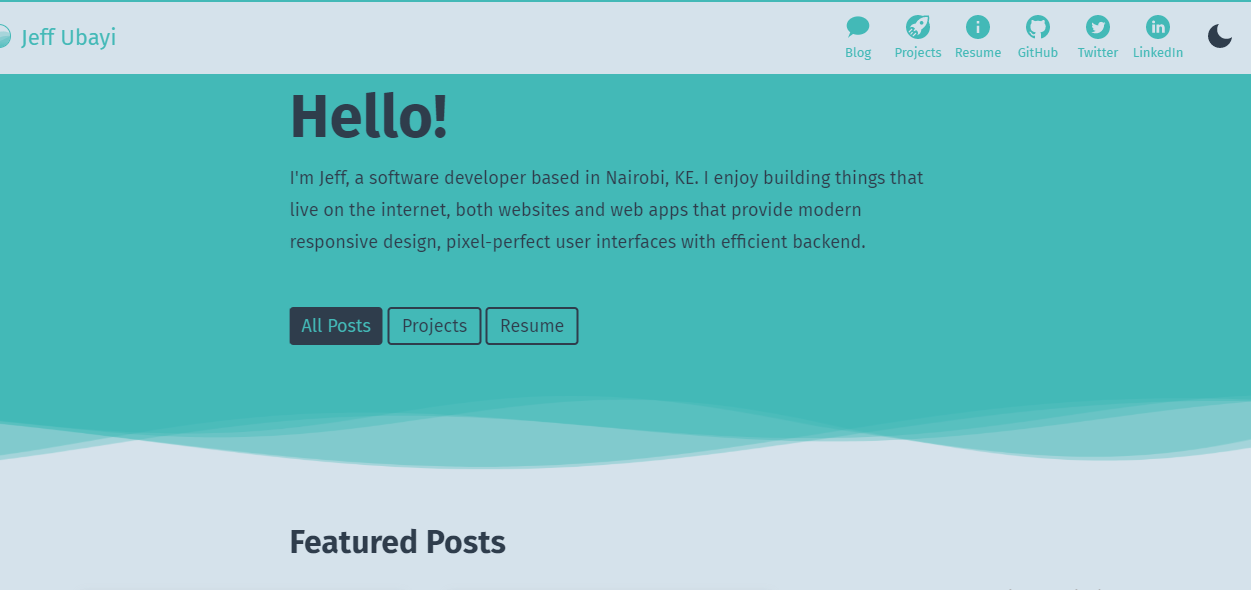 Jeff Ubayi
Blog
Projects
Resume
GitHub
Twitter
LinkedIn
Hello!
I'm Jeff, a software developer based in Nairobi, KE. I enjoy building things that
live on the internet, both websites and web apps that provide modern
responsive design, pixel-perfect user interfaces with efficient backend.
All Posts
Projects
Resume
Featured Posts